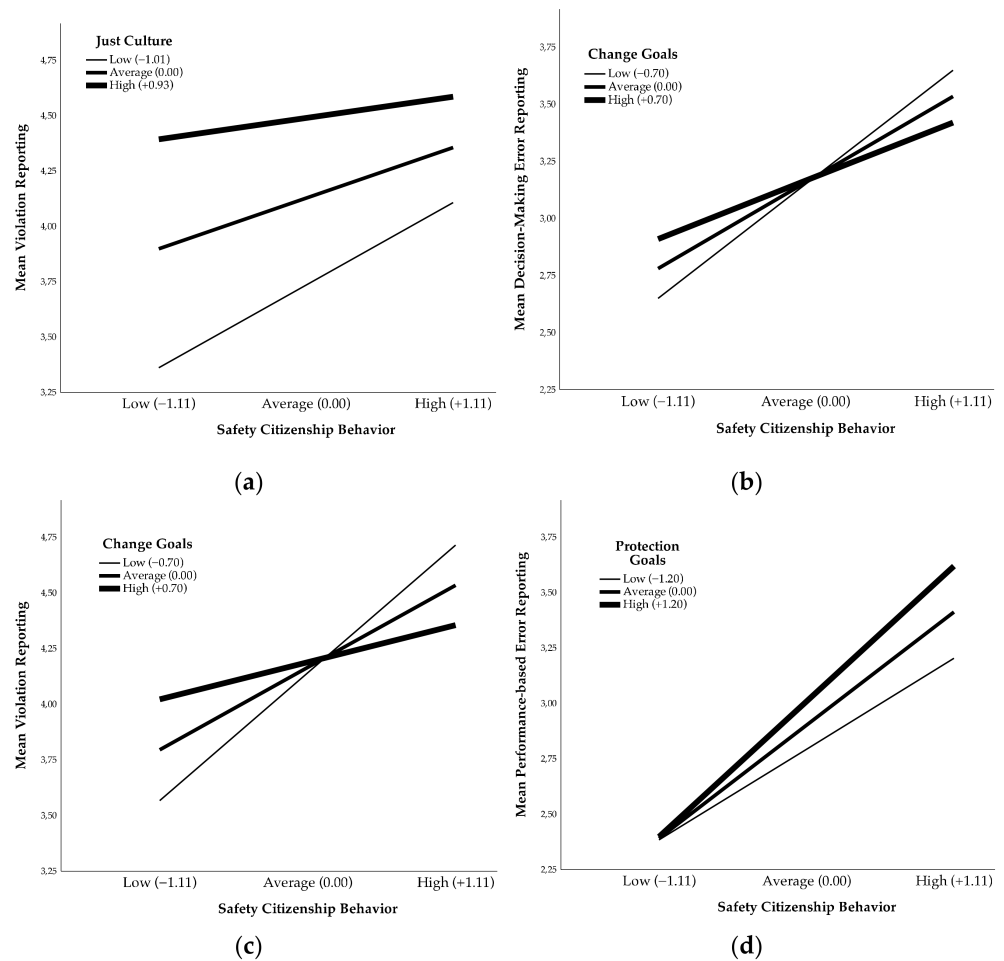 Just Culture
Low (−1.01)
Average (0.00)
High (+0.93)
4,75
4,50
4,25
4,00
3,75
3,50
3,25
Mean Violation Reporting
Low (−1.11) Average (0.00) High (+1.11)
Safety Citizenship Behavior
(a)
Change Goals
Low (−0.70)
Average (0.00)
High (+0.70)
3,75
3,50
3,25
3,00
2,75
2,50
2,25
Mean Decision-Making Error Reporting
Low (−1.11) Average (0.00) High (+1.11)
Safety Citizenship Behavior
(b)
Change Goals
Low (−0.70)
Average (0.00)
High (+0.70)
4,75
4,50
4,25
4,00
3,75
3,50
3,25
Mean Violation Reporting
Low (−1.11) Average (0.00) High (+1.11)
Safety Citizenship Behavior
(c)
Protection
Goals
Low (−1.20)
Average (0.00)
High (+1.20)
3,75
3,50
3,25
3,00
2,75
2,50
2,25
Mean Performance-based Error Reporting
Low (−1.11) Average (0.00) High (+1.11)
Safety Citizenship Behavior
(d)